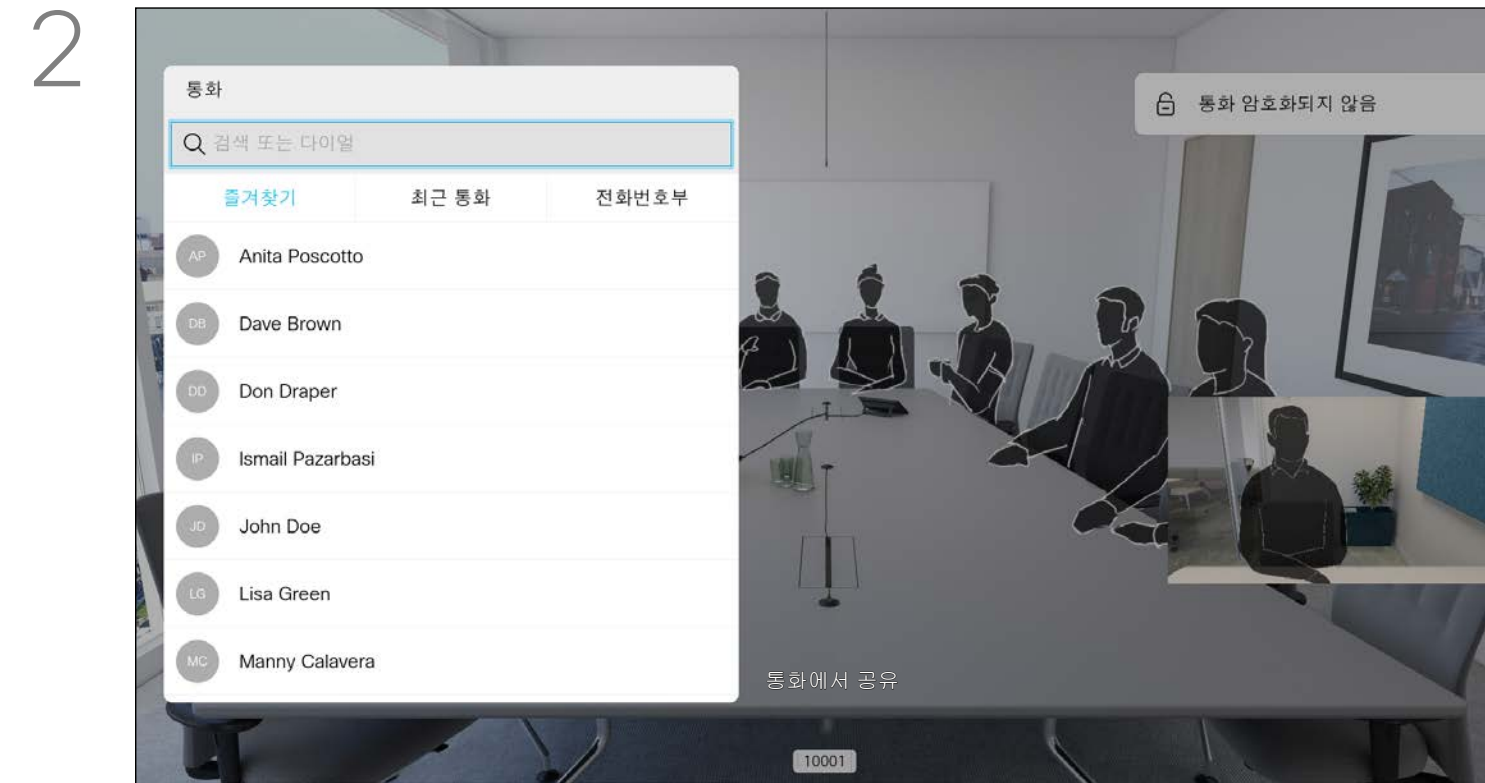 2
통화
통화 암호화되지 않음
검색 또는 다이얼
즐겨찾기 최근 통화 전화번호부
AP Anita Poscotto
DB Dave Brown
DD Don Draper
IP Ismail Pazarbasi
JD John Doe
LG Lisa Green
MC Manny Calavera
통화에서 공유
10001